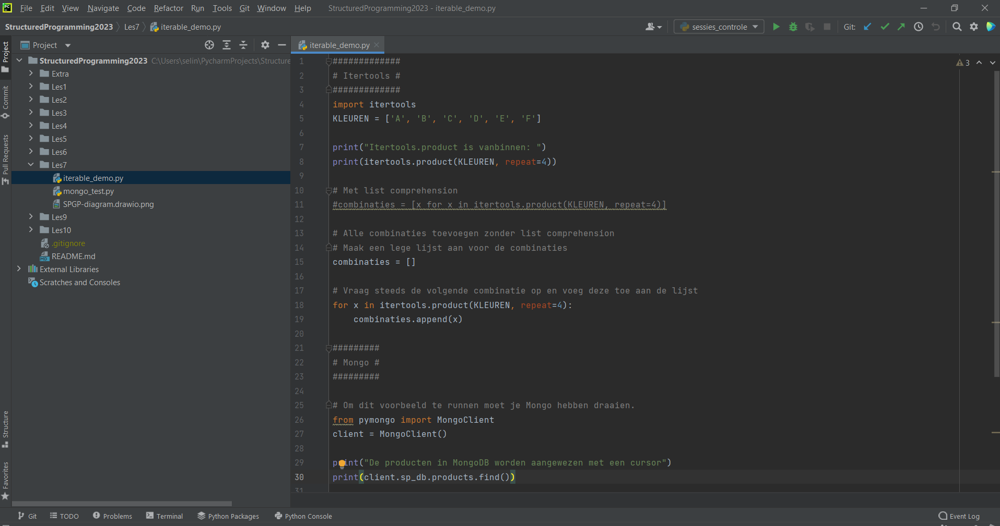 PC File Edit View Navigate Code Refactor Run Tools Git Window Help StructuredProgramming2023 - iterable_demo.py
StructuredProgramming2023 Les7 iterable_demo.py sessies_controle Git:
Project
Commit
Pull Requests
Structure
Favorites
Project
StructuredProgramming2023 C:\Users\selin\PycharmProjects\Structure
Extra
Les1
Les2
Les3
Les4
Les5
Les6
Les7
iterable_demo.py
mongo_test.py
SPGP-diagram.drawio.png
Les9
Les10
.gitignore
MD README.md
External Libraries
Scratches and Consoles
iterable_demo.py
3
1 #############
2 # Itertools #
3 #############
4 import itertools
5 KLEUREN = ['A', 'B', 'C', 'D', 'E', 'F']
6
7 print("Itertools.product is vanbinnen: ")
8 print(itertools.product(KLEUREN, repeat=4))
9
10 # Met list comprehension
11 #combinaties = [x for x in itertools.product(KLEUREN, repeat=4)]
12
13 # Alle combinaties toevoegen zonder list comprehension
14 # Maak een lege lijst aan voor de combinaties
15 combinaties = []
16
17 # Vraag steeds de volgende combinatie op en voeg deze toe aan de lijst
18 for x in itertools.product(KLEUREN, repeat=4):
19     combinaties.append(x)
20
21 #########
22 # Mongo #
23 #########
24
25 # Om dit voorbeeld te runnen moet je Mongo hebben draaien.
26 from pymongo import MongoClient
27 client = MongoClient()
28
29 print("De producten in MongoDB worden aangewezen met een cursor")
30 print(client.sp_db.products.find())
31
Git TODO Problems Terminal Python Packages Python Console Event Log